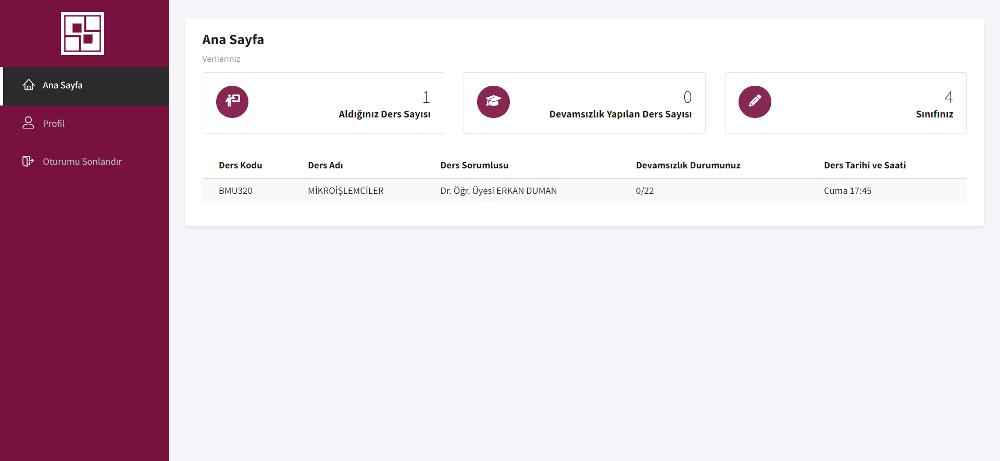 Ana Sayfa
Profil
Oturumu Sonlandır
Ana Sayfa
Verileriniz
1
Aldığınız Ders Sayısı
0
Devamsızlık Yapılan Ders Sayısı
4
Sınıfınız
Ders Kodu Ders Adı Ders Sorumlusu Devamsızlık Durumunuz Ders Tarihi ve Saati
BMU320 MİKROİŞLEMCİLER Dr. Öğr. Üyesi ERKAN DUMAN 0/22 Cuma 17:45